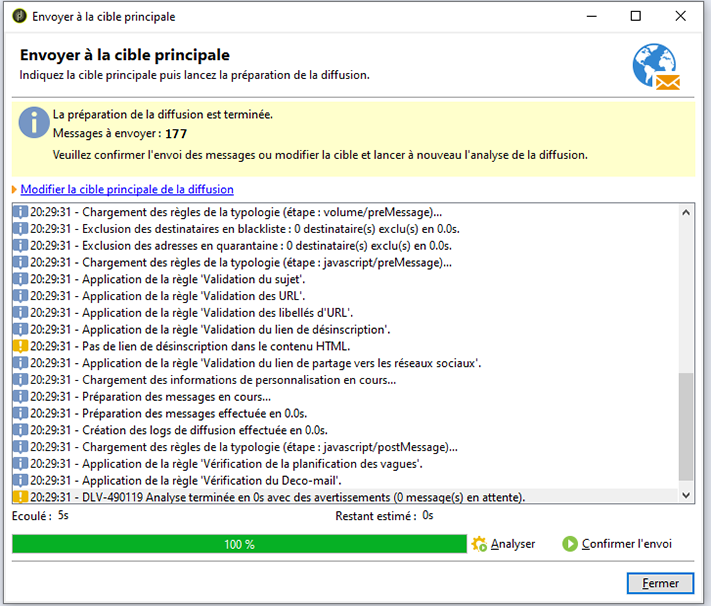 Envoyer à la cible principale
Envoyer à la cible principale
Indiquez la cible principale puis lancez la préparation de la diffusion.
La préparation de la diffusion est terminée.
Messages à envoyer : 177
Veuillez confirmer l'envoi des messages ou modifier la cible et lancer à nouveau l'analyse de la diffusion.
Modifier la cible principale de la diffusion
20:29:31 - Chargement des règles de la typologie (étape : volume/preMessage)...
20:29:31 - Exclusion des destinataires en blackliste : 0 destinataire(s) exclu(s) en 0.0s.
20:29:31 - Exclusion des adresses en quarantaine : 0 destinataire(s) exclu(s) en 0.0s.
20:29:31 - Chargement des règles de la typologie (étape : javascript/preMessage)...
20:29:31 - Application de la règle 'Validation du sujet'.
20:29:31 - Application de la règle 'Validation des URL'.
20:29:31 - Application de la règle 'Validation des libellés d'URL'.
20:29:31 - Application de la règle 'Validation du lien de désinscription'.
20:29:31 - Pas de lien de désinscription dans le contenu HTML.
20:29:31 - Application de la règle 'Validation du lien de partage vers les réseaux sociaux'.
20:29:31 - Chargement des informations de personnalisation en cours...
20:29:31 - Préparation des messages en cours...
20:29:31 - Préparation des messages effectuée en 0.0s.
20:29:31 - Création des logs de diffusion effectuée en 0.0s.
20:29:31 - Chargement des règles de la typologie (étape : javascript/postMessage)...
20:29:31 - Application de la règle 'Vérification de la planification des vagues'.
20:29:31 - Application de la règle 'Vérification du Deco-mail'.
20:29:31 - DLV-490119 Analyse terminée en 0s avec des avertissements (0 message(s) en attente).
Ecoulé : 5s Restant estimé : 0s
100 % Analyser Confirmer l'envoi
Fermer